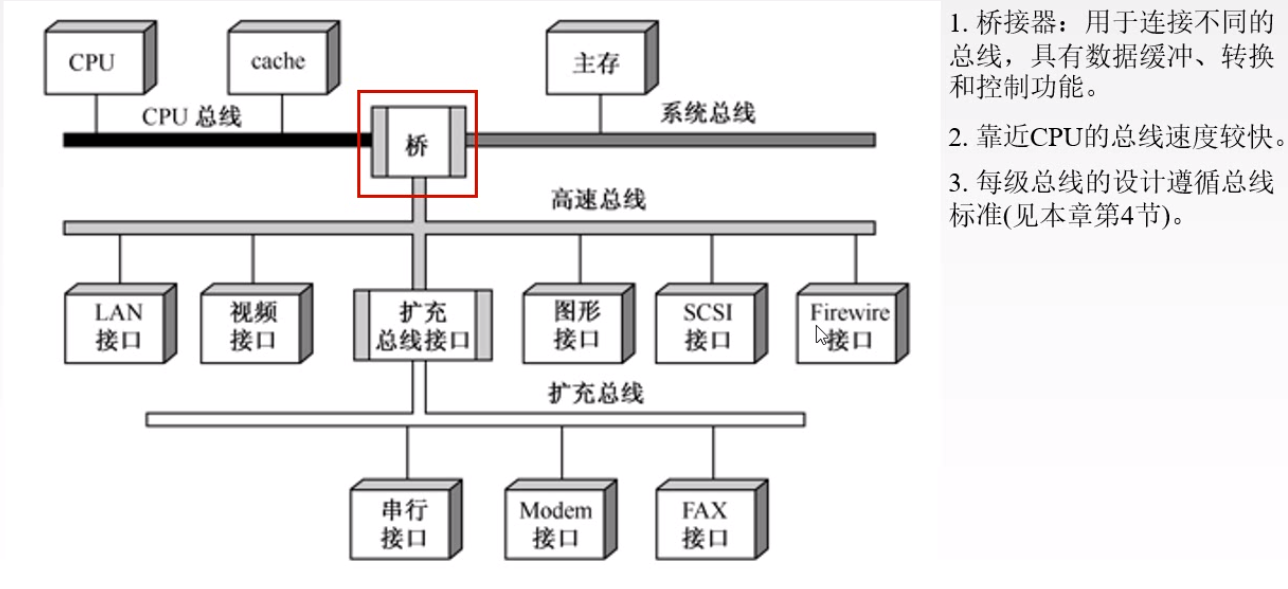 CPU
cache
主存
CPU 总线
桥
系统总线
高速总线
LAN
接口
视频
接口
扩充
总线接口
图形
接口
SCSI
接口
Firewire
接口
扩充总线
串行
接口
Modem
接口
FAX
接口
1. 桥接器：用于连接不同的
总线，具有数据缓冲、转换
和控制功能。
2. 靠近CPU的总线速度较快。
3. 每级总线的设计遵循总线
标准(见本章第4节)。